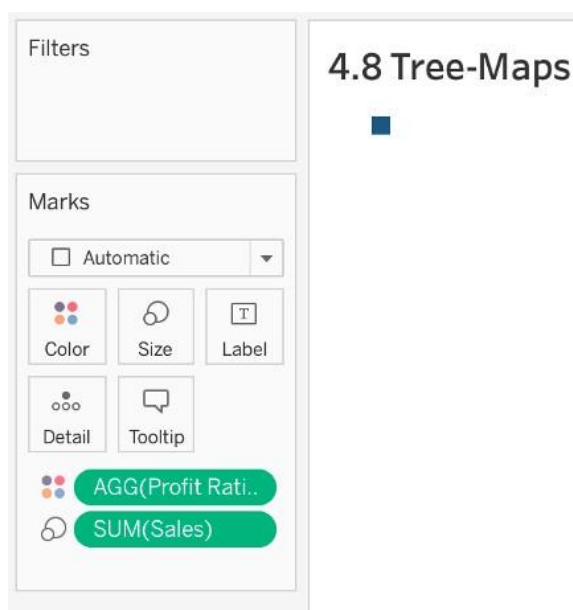 Filters
4.8 Tree-Maps
Marks
Automatic
Color
Size
T
Label
Detail
Tooltip
AGG(Profit Rati..
SUM(Sales)